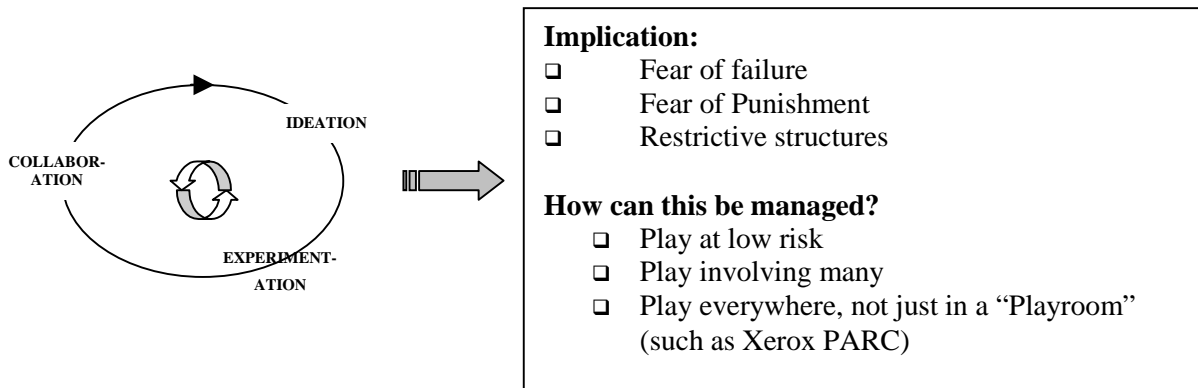 IDEATION
COLLABOR-
ATION
EXPERIMENT-
ATION
Implication:
❑ Fear of failure
❑ Fear of Punishment
❑ Restrictive structures
How can this be managed?
❑ Play at low risk
❑ Play involving many
❑ Play everywhere, not just in a “Playroom”
(such as Xerox PARC)